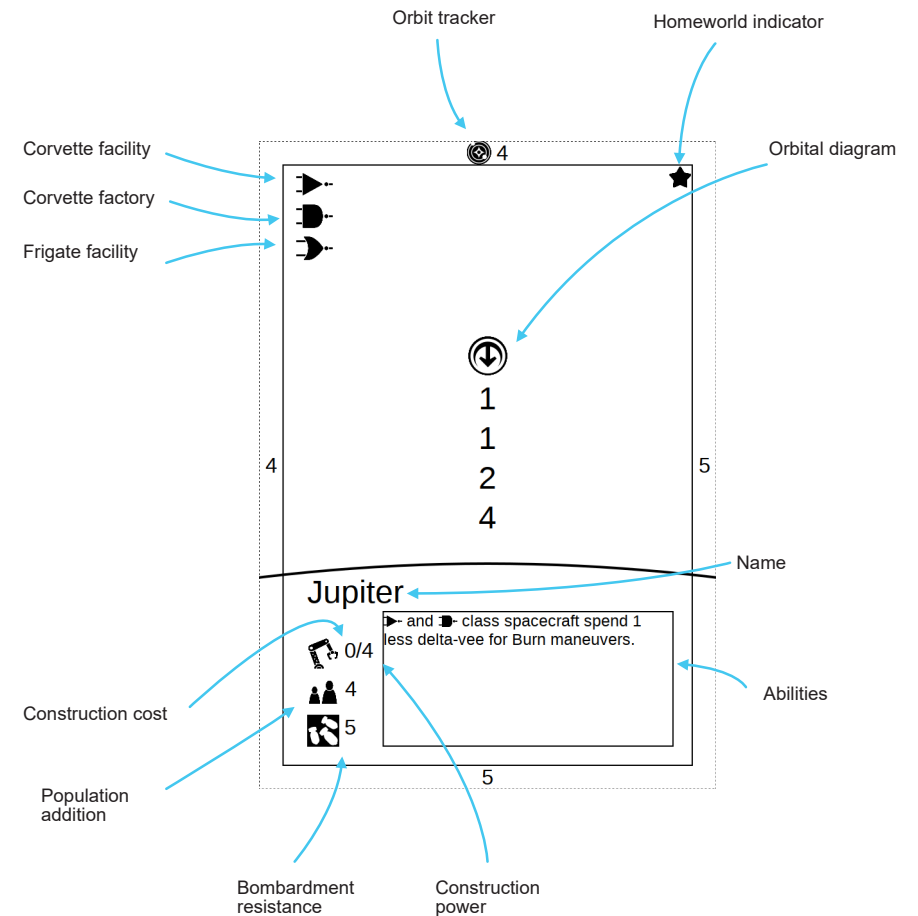 Orbit tracker
Homeworld indicator
Corvette facility
4
Orbital diagram
Corvette factory
Frigate facility
1
1
2
4
4
5
Name
Jupiter
and class spacecraft spend 1
less delta-vee for Burn maneuvers.
0/4
4
5
Abilities
Construction cost
5
Population
addition
Bombardment
resistance
Construction
power